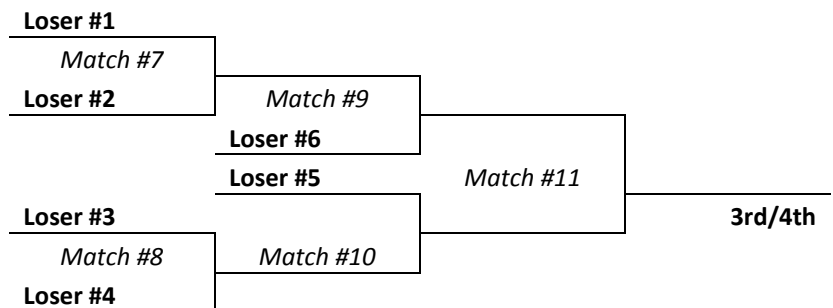 Loser #1
Match #7
Loser #2
Match #9
Loser #6
Loser #5
Match #11
Loser #3
3rd/4th
Match #8
Match #10
Loser #4